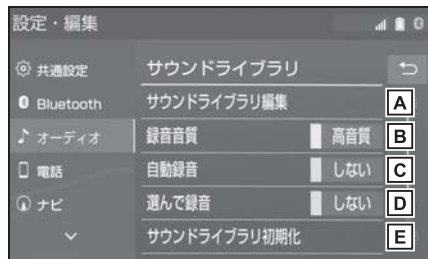 設定・編集
共通設定
Bluetooth
オーディオ
電話
ナビ
サウンドライブラリ
サウンドライブラリ編集 A
録音音質 高音質 B
自動録音 しない C
選んで録音 しない D
サウンドライブラリ初期化 E